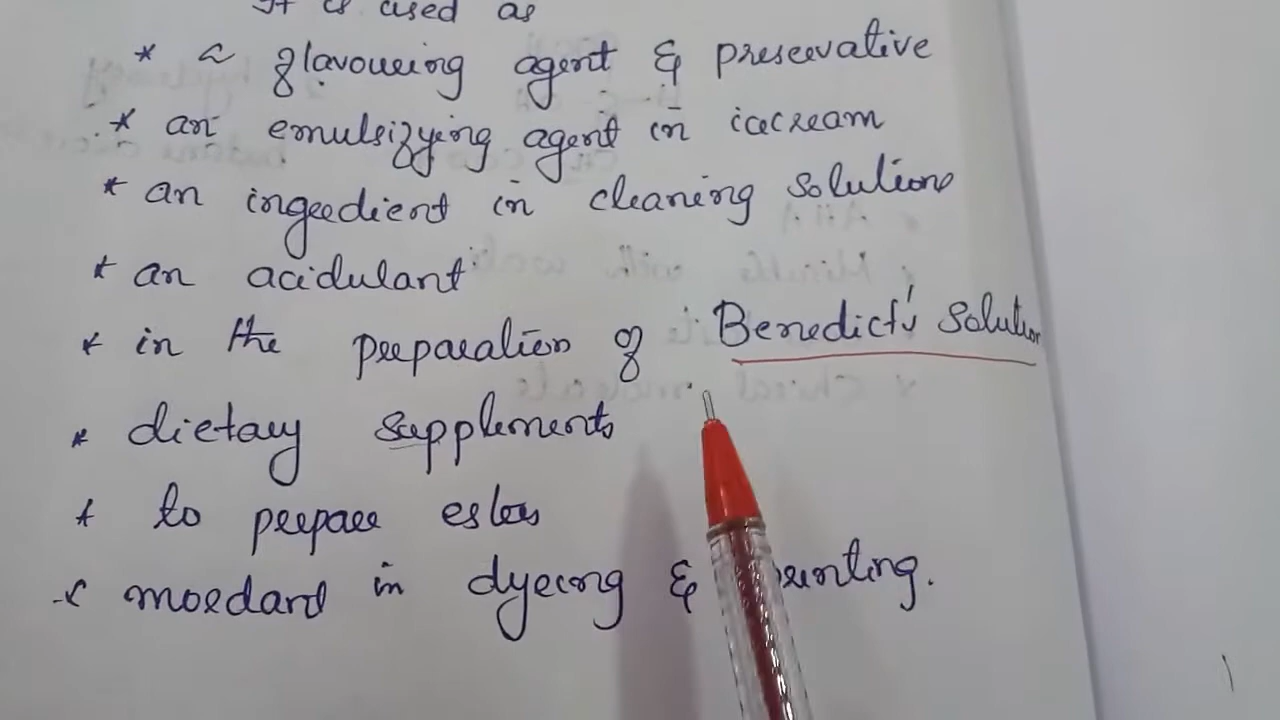 It is used as
* a flavouring agent & preservative
* an emulsifying agent in icecream
* an ingredient in cleaning solutions
* an acidulant
* in the preparation of Benedict's Solution
* dietary supplements
* to prepare esters
* mordant in dyeing & printing.